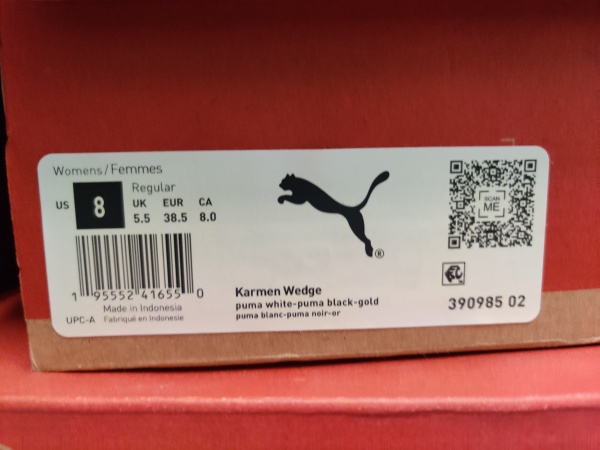 Womens/Femmes
Regular
US 8 UK EUR CA
5.5 38.5 8.0
SCAN
ME
1 95552 41655 0
Made in Indonesia
UPC-A Fabriqué en Indonesie
®
Karmen Wedge
puma white-puma black-gold
puma blanc-puma noir-or
390985 02